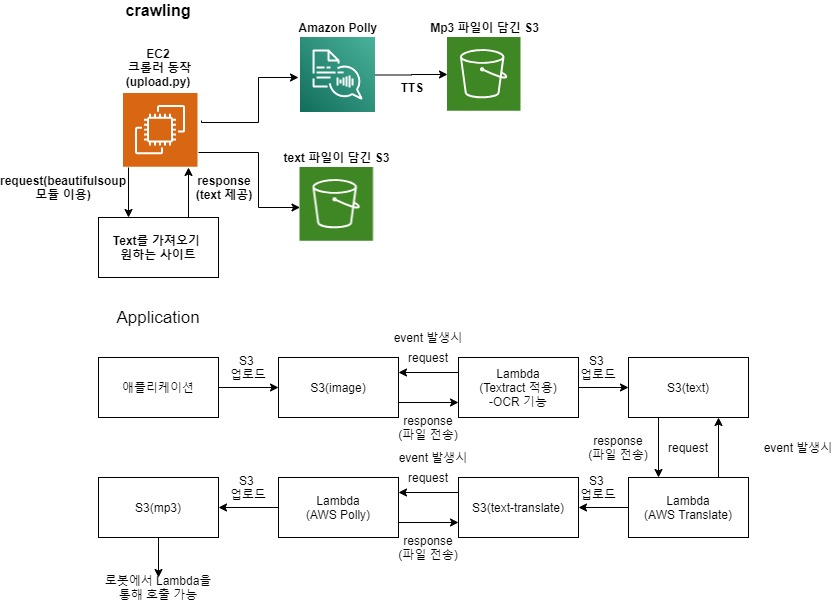 crawling
EC2
크롤러 동작
(upload.py)
Amazon Polly
Mp3 파일이 담긴 S3
TTS
text 파일이 담긴 S3
request(beautifulsoup
모듈 이용)
response
(text 제공)
Text를 가져오기
원하는 사이트
Application
애플리케이션
S3
업로드
S3(image)
event 발생시
request
response
(파일 전송)
Lambda
(Textract 적용)
-OCR 기능
S3
업로드
S3(text)
response
(파일 전송)
request
event 발생시
Lambda
(AWS Translate)
S3
업로드
S3(text-translate)
event 발생시
request
response
(파일 전송)
Lambda
(AWS Polly)
S3
업로드
S3(mp3)
로봇에서 Lambda을
통해 호출 가능